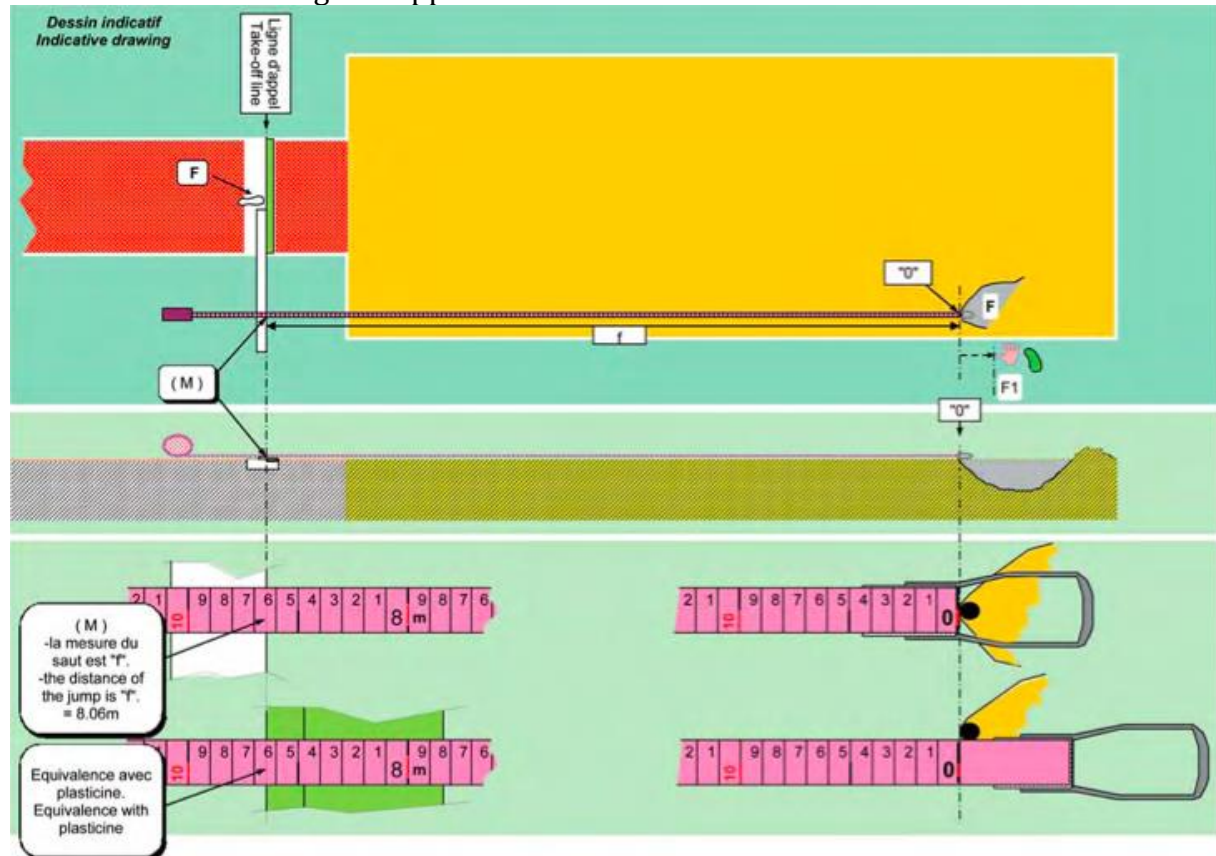 Dessin indicatif
Indicative drawing
Ligne d'appel
Take-off line
F
"0"
F
f
(M)
F1
"0"
2 1 10 9 8 7 6 5 4 3 2 1 8 m 9 8 7 6
2 1 10 9 8 7 6 5 4 3 2 1 0
(M)
-la mesure du
saut est "f".
-the distance of
the jump is "f".
= 8.06m
10 9 8 7 6 5 4 3 2 1 8 m 9 8 7 6
2 1 10 9 8 7 6 5 4 3 2 1 0
Equivalence avec
plasticine.
Equivalence with
plasticine